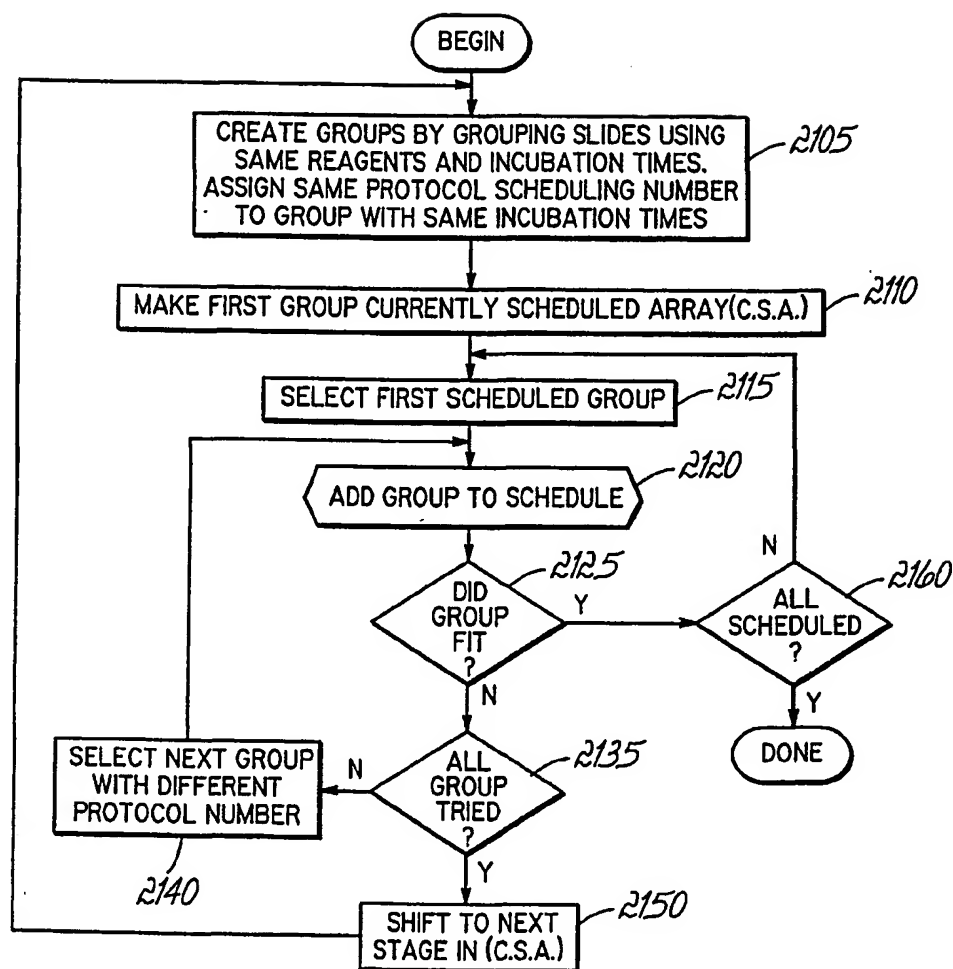 BEGIN
CREATE GROUPS BY GROUPING SLIDES USING
SAME REAGENTS AND INCUBATION TIMES.
ASSIGN SAME PROTOCOL SCHEDULING NUMBER
TO GROUP WITH SAME INCUBATION TIMES
2105
MAKE FIRST GROUP CURRENTLY SCHEDULED ARRAY(C.S.A.)
2110
SELECT FIRST SCHEDULED GROUP
2115
ADD GROUP TO SCHEDULE
2120
DID
GROUP
FIT
?
2125
Y
N
ALL
SCHEDULED
?
2160
N
Y
DONE
ALL
GROUP
TRIED
?
2135
N
Y
SELECT NEXT GROUP
WITH DIFFERENT
PROTOCOL NUMBER
2140
SHIFT TO NEXT
STAGE IN (C.S.A.)
2150